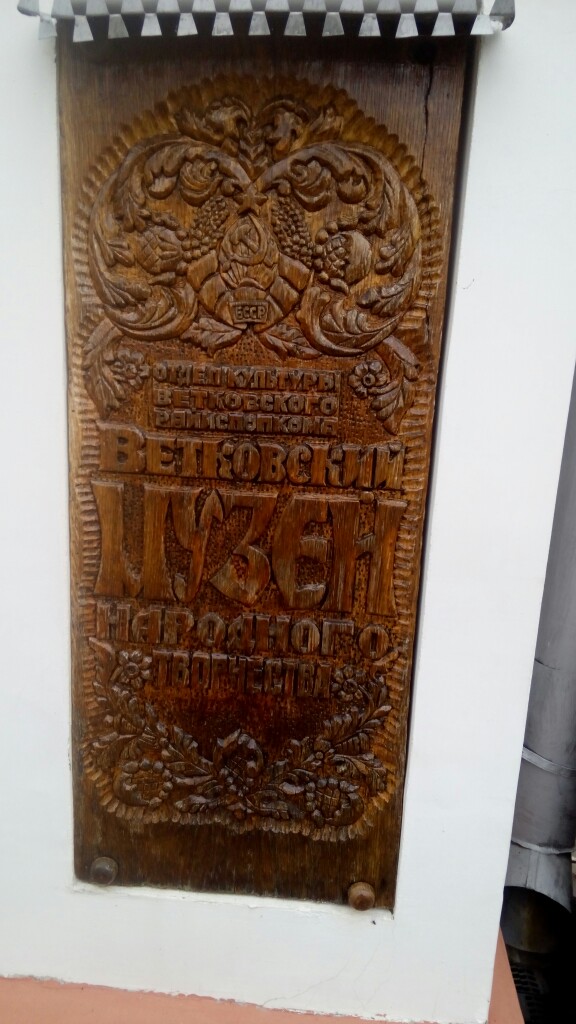 БССР
ОТДЕЛ КУЛЬТУРЫ
ВЕТКОВСКОГО
РАЙИСПОЛКОМА
ВЕТКОВСКИЙ
МУЗЕЙ
НАРОДНОГО
ТВОРЧЕСТВА